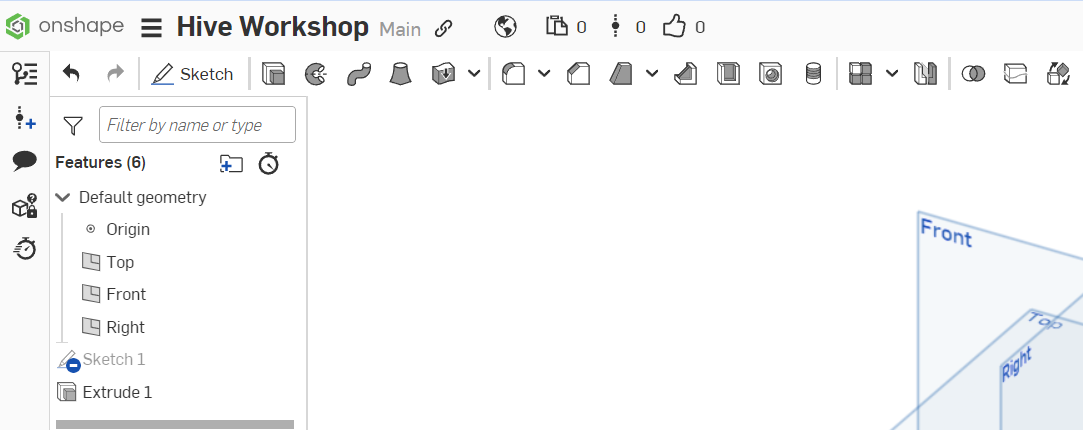 onshape Hive Workshop Main 0 0 0
Sketch
Filter by name or type
Features (6)
Default geometry
Origin
Top
Front
Right
Sketch 1
Extrude 1
Front
Top
Right